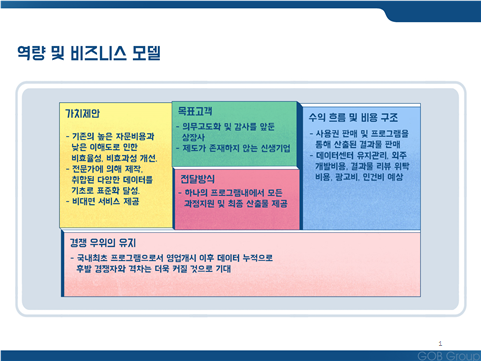 역량 및 비즈니스 모델
가치제안
- 기존의 높은 자문비용과
낮은 이해도로 인한
비효율성, 비효과성 개선.
- 전문가에 의해 제작,
취합된 다양한 데이터를
기초로 표준화 달성.
- 비대면 서비스 제공
목표고객
- 의무고도화 및 감사를 앞둔
상장사
- 제도가 존재하지 않는 신생기업
전달방식
- 하나의 프로그램내에서 모든
과정지원 및 최종 산출물 제공
수익 흐름 및 비용 구조
- 사용권 판매 및 프로그램을
통해 산출된 결과물 판매
- 데이터센터 유지관리, 외주
개발비용, 결과물 리뷰 위탁
비용, 광고비, 인건비 예상
경쟁 우위의 유지
- 국내최초 프로그램으로서 영업개시 이후 데이터 누적으로
후발 경쟁자와 격차는 더욱 커질 것으로 기대
1
GOB Group